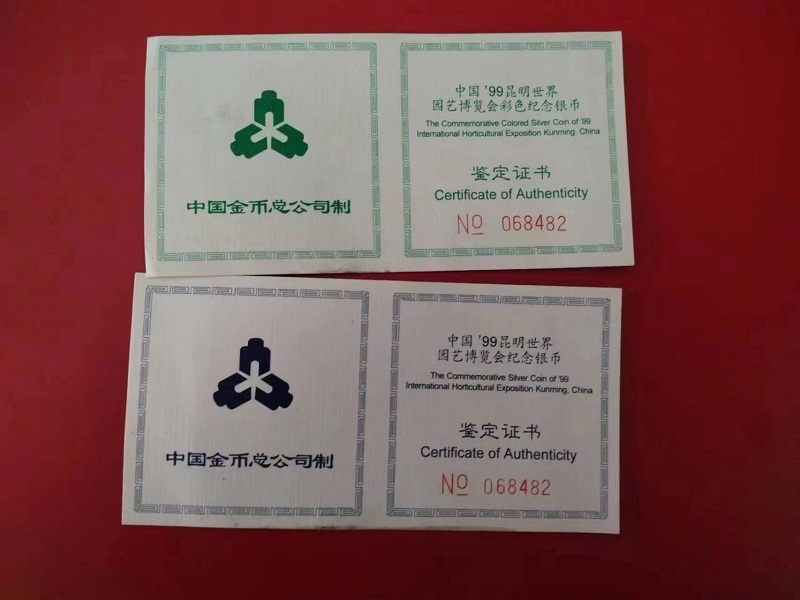 中国'99昆明世界
园艺博览会彩色纪念银币
The Commemorative Colored Silver Coin of '99
International Horticultural Exposition Kunming, China
鉴定证书
Certificate of Authenticity
中国金币总公司制
No 068482
中国'99昆明世界
园艺博览会纪念银币
The Commemorative Silver Coin of '99
International Horticultural Exposition Kunming, China
鉴定证书
Certificate of Authenticity
中国金币总公司制
No 068482